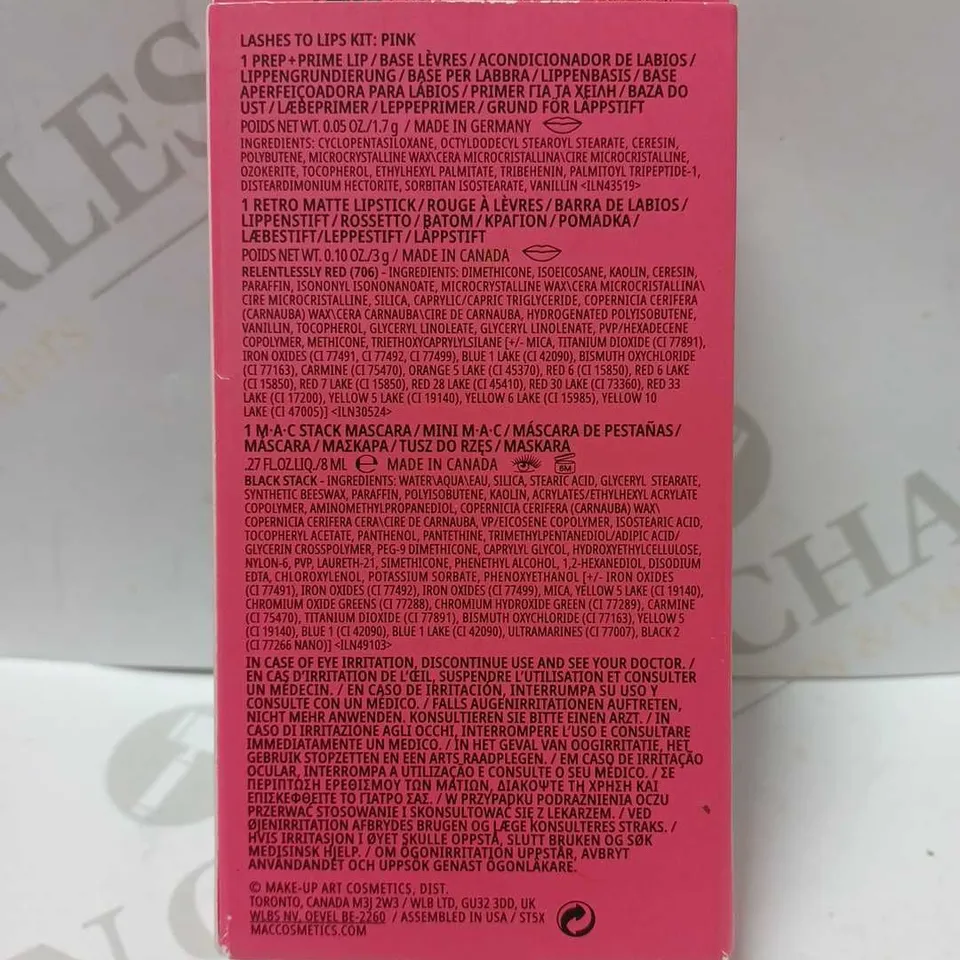 LASHES TO LIPS KIT: PINK
1 PREP+PRIME LIP / BASE LÈVRES / ACONDICIONADOR DE LABIOS /
LIPPENGRUNDIERUNG / BASE PER LABBRA / LIPPENBASIS / BASE
APERFEIÇOADORA PARA LÁBIOS / PRIMER ΓΙΑ ΤΑ ΧΕΙΛΗ / BAZA DO
UST / LÆBEPRIMER / LEPPEPRIMER / GRUND FÖR LÄPPSTIFT
POIDS NET WT. 0.05 OZ./1.7 g / MADE IN GERMANY
INGREDIENTS: CYCLOPENTASILOXANE, OCTYLDODECYL STEAROYL STEARATE, CERESIN,
POLYBUTENE, MICROCRYSTALLINE WAX\CERA MICROCRISTALLINA\CIRE MICROCRISTALLINE,
OZOKERITE, TOCOPHEROL, ETHYLHEXYL PALMITATE, TRIBEHENIN, PALMITOYL TRIPEPTIDE-1,
DISTEARDIMONIUM HECTORITE, SORBITAN ISOSTEARATE, VANILLIN <ILN43519>
1 RETRO MATTE LIPSTICK / ROUGE À LÈVRES / BARRA DE LABIOS /
LIPPENSTIFT / ROSSETTO / BATOM / ΚΡΑΓΙΟΝ / POMADKA /
LÆBESTIFT/LEPPESTIFT / LÄPPSTIFT
POIDS NET WT. 0.10 OZ./3 g / MADE IN CANADA
RELENTLESSLY RED (706) - INGREDIENTS: DIMETHICONE, ISOEICOSANE, KAOLIN, CERESIN,
PARAFFIN, ISONONYL ISONONANOATE, MICROCRYSTALLINE WAX\CERA MICROCRISTALLINA\
CIRE MICROCRISTALLINE, SILICA, CAPRYLIC/CAPRIC TRIGLYCERIDE, COPERNICIA CERIFERA
(CARNAUBA) WAX\CERA CARNAUBA\CIRE DE CARNAUBA, HYDROGENATED POLYISOBUTENE,
VANILLIN, TOCOPHEROL, GLYCERYL LINOLEATE, GLYCERYL LINOLENATE, PVP/HEXADECENE
COPOLYMER, METHICONE, TRIETHOXYCAPRYLYLSILANE [+/- MICA, TITANIUM DIOXIDE (CI 77891),
IRON OXIDES (CI 77491, CI 77492, CI 77499), BLUE 1 LAKE (CI 42090), BISMUTH OXYCHLORIDE
(CI 77163), CARMINE (CI 75470), ORANGE 5 LAKE (CI 45370), RED 6 (CI 15850), RED 6 LAKE
(CI 15850), RED 7 LAKE (CI 15850), RED 28 LAKE (CI 45410), RED 30 LAKE (CI 73360), RED 33
LAKE (CI 17200), YELLOW 5 LAKE (CI 19140), YELLOW 6 LAKE (CI 15985), YELLOW 10
LAKE (CI 47005)] <ILN30524>
1 M·A·C STACK MASCARA / MINI M·A·C / MÁSCARA DE PESTAÑAS /
MÁSCARA / ΜΑΣΚΑΡΑ / TUSZ DO RZĘS / MASKARA
.27 FL.OZ.LIQ./8 ML ℮ MADE IN CANADA 6M
BLACK STACK - INGREDIENTS: WATER\AQUA\EAU, SILICA, STEARIC ACID, GLYCERYL STEARATE,
SYNTHETIC BEESWAX, PARAFFIN, POLYISOBUTENE, KAOLIN, ACRYLATES/ETHYLHEXYL ACRYLATE
COPOLYMER, AMINOMETHYLPROPANEDIOL, COPERNICIA CERIFERA (CARNAUBA) WAX\
COPERNICIA CERIFERA CERA\CIRE DE CARNAUBA, VP/EICOSENE COPOLYMER, ISOSTEARIC ACID,
TOCOPHERYL ACETATE, PANTHENOL, PANTETHINE, TRIMETHYLPENTANEDIOL/ADIPIC ACID/
GLYCERIN CROSSPOLYMER, PEG-9 DIMETHICONE, CAPRYLYL GLYCOL, HYDROXYETHYLCELLULOSE,
NYLON-6, PVP, LAURETH-21, SIMETHICONE, PHENETHYL ALCOHOL, 1,2-HEXANEDIOL, DISODIUM
EDTA, CHLOROXYLENOL, POTASSIUM SORBATE, PHENOXYETHANOL [+/- IRON OXIDES
(CI 77491), IRON OXIDES (CI 77492), IRON OXIDES (CI 77499), MICA, YELLOW 5 LAKE (CI 19140),
CHROMIUM OXIDE GREENS (CI 77288), CHROMIUM HYDROXIDE GREEN (CI 77289), CARMINE
(CI 75470), TITANIUM DIOXIDE (CI 77891), BISMUTH OXYCHLORIDE (CI 77163), YELLOW 5
(CI 19140), BLUE 1 (CI 42090), BLUE 1 LAKE (CI 42090), ULTRAMARINES (CI 77007), BLACK 2
(CI 77266 NANO)] <ILN49103>
IN CASE OF EYE IRRITATION, DISCONTINUE USE AND SEE YOUR DOCTOR. /
EN CAS D'IRRITATION DE L'ŒIL, SUSPENDRE L'UTILISATION ET CONSULTER
UN MÉDECIN. / EN CASO DE IRRITACIÓN, INTERRUMPA SU USO Y
CONSULTE CON UN MÉDICO. / FALLS AUGENIRRITATIONEN AUFTRETEN,
NICHT MEHR ANWENDEN. KONSULTIEREN SIE BITTE EINEN ARZT. / IN
CASO DI IRRITAZIONE AGLI OCCHI, INTERROMPERE L'USO E CONSULTARE
IMMEDIATAMENTE UN MEDICO. / IN HET GEVAL VAN OOGIRRITATIE, HET
GEBRUIK STOPZETTEN EN EEN ARTS RAADPLEGEN. / EM CASO DE IRRITAÇÃO
OCULAR, INTERROMPA A UTILIZAÇÃO E CONSULTE O SEU MÉDICO. / ΣΕ
ΠΕΡΙΠΤΩΣΗ ΕΡΕΘΙΣΜΟΥ ΤΩΝ ΜΑΤΙΩΝ, ΔΙΑΚΟΨΤΕ ΤΗ ΧΡΗΣΗ ΚΑΙ
ΕΠΙΣΚΕΦΘΕΙΤΕ ΤΟ ΓΙΑΤΡΟ ΣΑΣ. / W PRZYPADKU PODRAŻNIENIA OCZU
PRZERWAĆ STOSOWANIE I SKONSULTOWAĆ SIĘ Z LEKARZEM. / VED
ØJENIRRITATION AFBRYDES BRUGEN OG LÆGE KONSULTERES STRAKS. /
HVIS IRRITASJON I ØYET SKULLE OPPSTÅ, SLUTT BRUKEN OG SØK
MEDISINSK HJELP. / OM ÖGONIRRITATION UPPSTÅR, AVBRYT
ANVÄNDANDET OCH UPPSÖK GENAST ÖGONLÄKARE.
© MAKE-UP ART COSMETICS, DIST.
TORONTO, CANADA M3J 2W3 / WLB LTD, GU32 3DD, UK
WLBS NV, OEVEL BE-2260 / ASSEMBLED IN USA / ST5X
MACCOSMETICS.COM